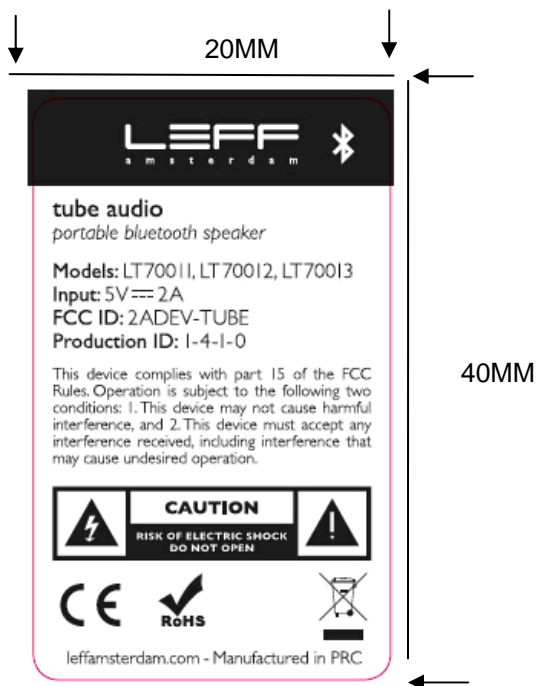 20MM
LEFF
amsterdam
tube audio
portable bluetooth speaker
Models: LT70011, LT70012, LT70013
Input: 5V⎓2A
FCC ID: 2ADEV-TUBE
Production ID: 1-4-1-0
This device complies with part 15 of the FCC
Rules. Operation is subject to the following two
conditions: 1. This device may not cause harmful
interference, and 2. This device must accept any
interference received, including interference that
may cause undesired operation.
40MM
CAUTION
RISK OF ELECTRIC SHOCK
DO NOT OPEN
CE
RoHS
leffamsterdam.com - Manufactured in PRC